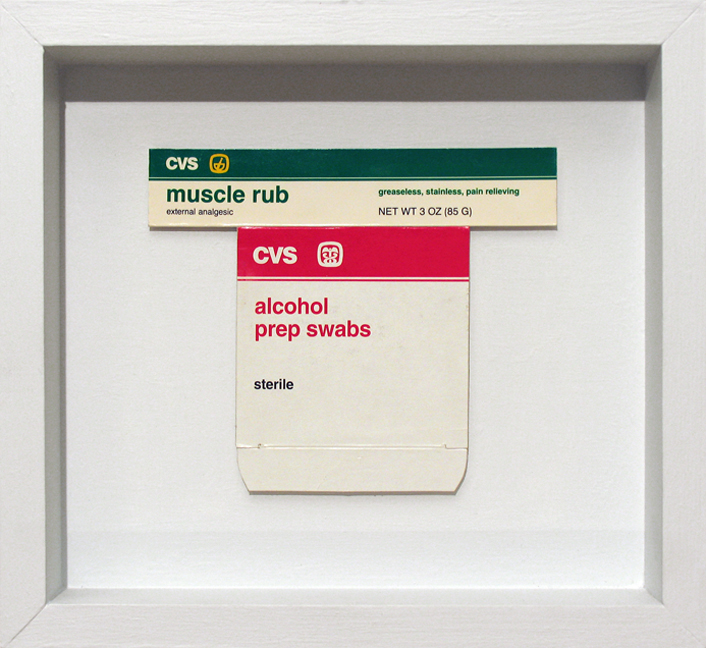 CVS
muscle rub
external analgesic
greaseless, stainless, pain relieving
NET WT 3 OZ (85 G)
CVS
alcohol
prep swabs
sterile